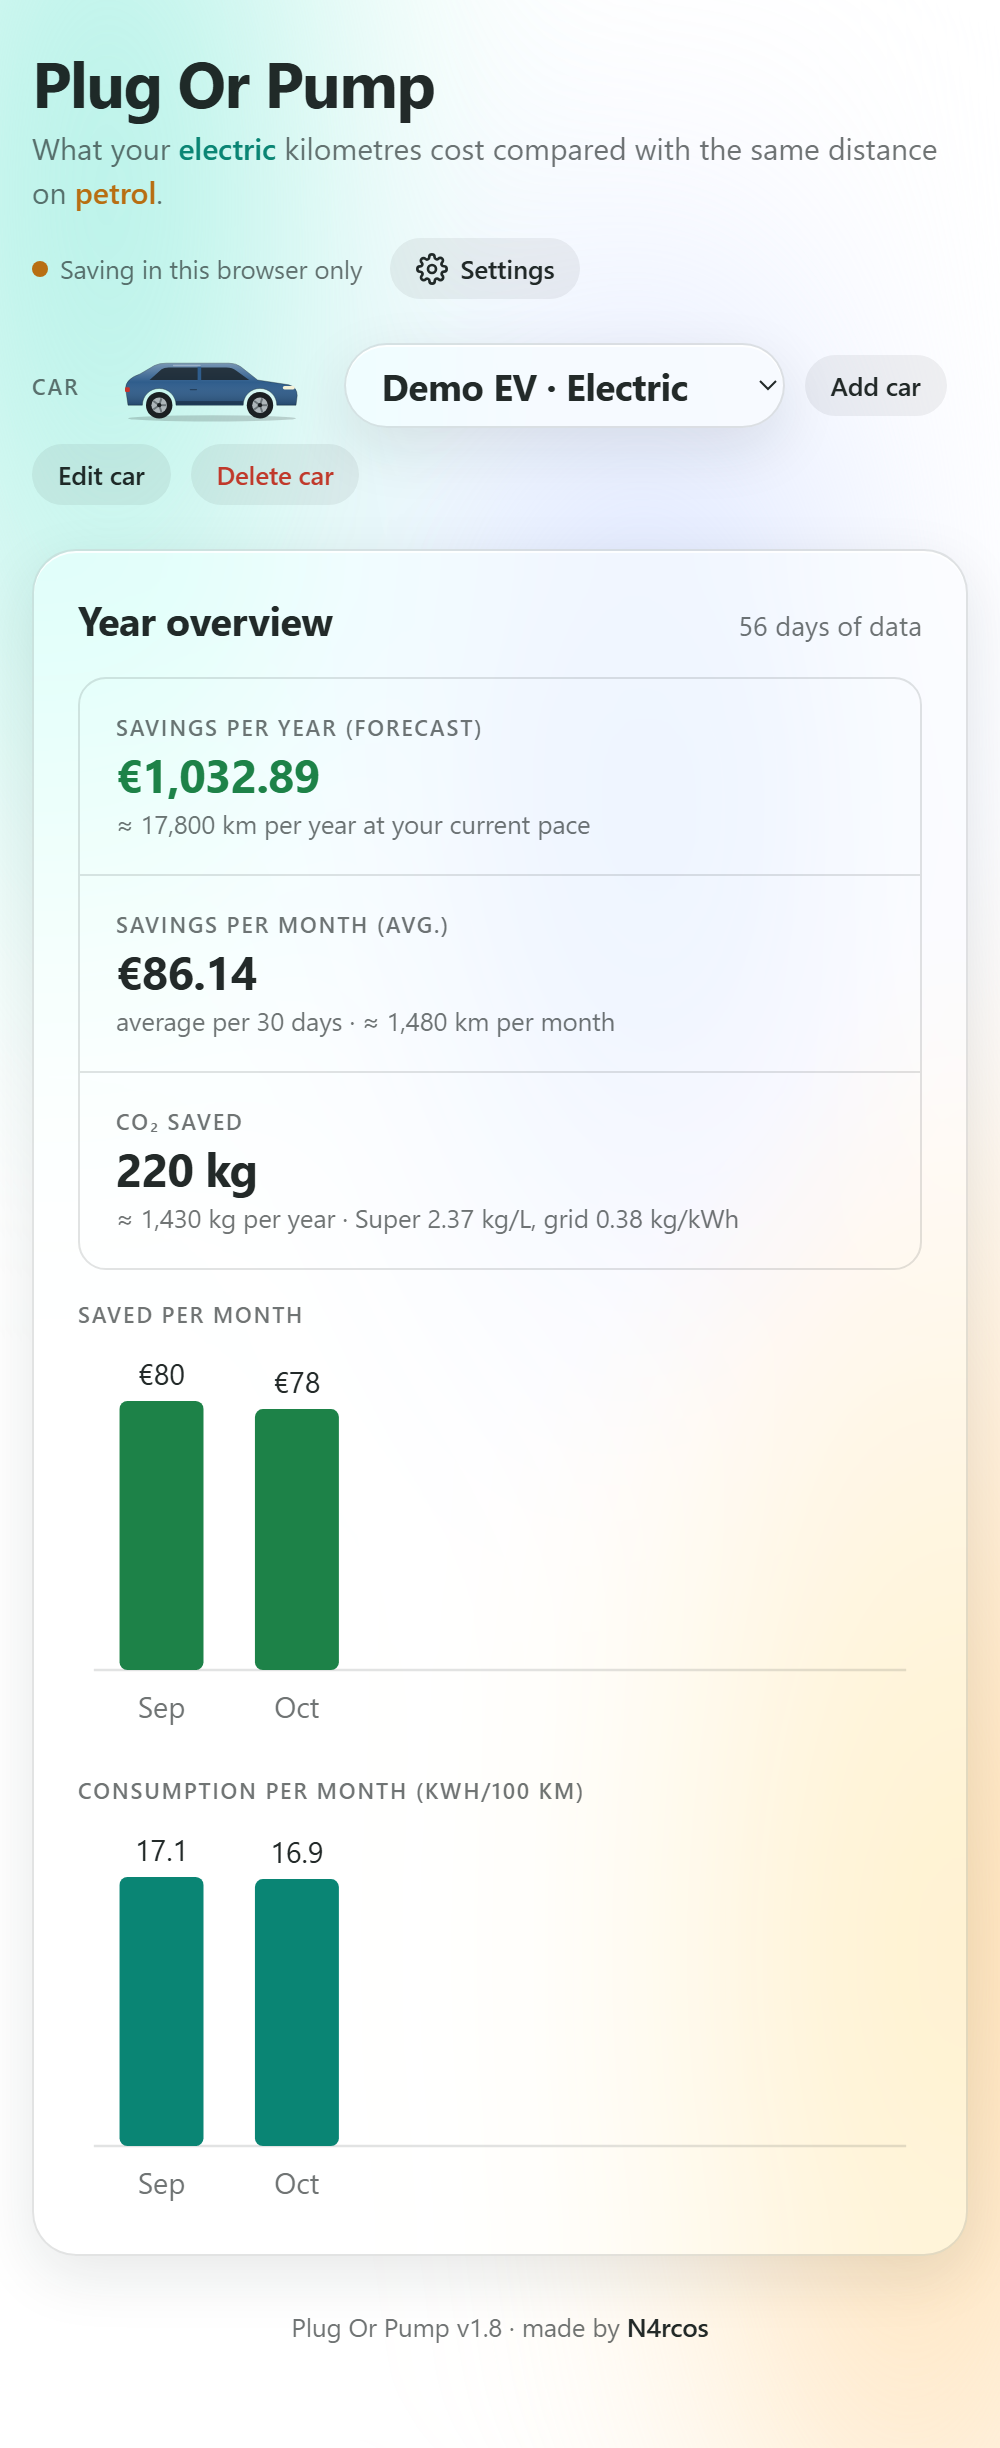 Plug Or Pump
What your electric kilometres cost compared with the same distance
on petrol.
Saving in this browser only
Settings
CAR
Demo EV · Electric
Add car
Edit car
Delete car
Year overview
56 days of data
SAVINGS PER YEAR (FORECAST)
€1,032.89
≈ 17,800 km per year at your current pace
SAVINGS PER MONTH (AVG.)
€86.14
average per 30 days · ≈ 1,480 km per month
CO₂ SAVED
220 kg
≈ 1,430 kg per year · Super 2.37 kg/L, grid 0.38 kg/kWh
SAVED PER MONTH
€80
€78
Sep
Oct
CONSUMPTION PER MONTH (KWH/100 KM)
17.1
16.9
Sep
Oct
Plug Or Pump v1.8 · made by N4rcos